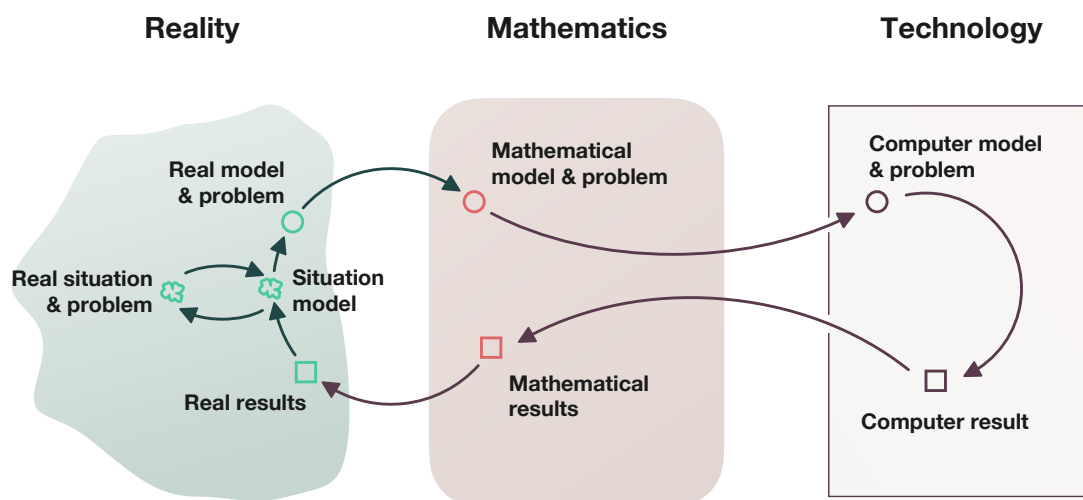 Reality
Mathematics
Technology
Real model
& problem
Mathematical
model & problem
Computer model
& problem
Real situation
& problem
Situation
model
Real results
Mathematical
results
Computer result